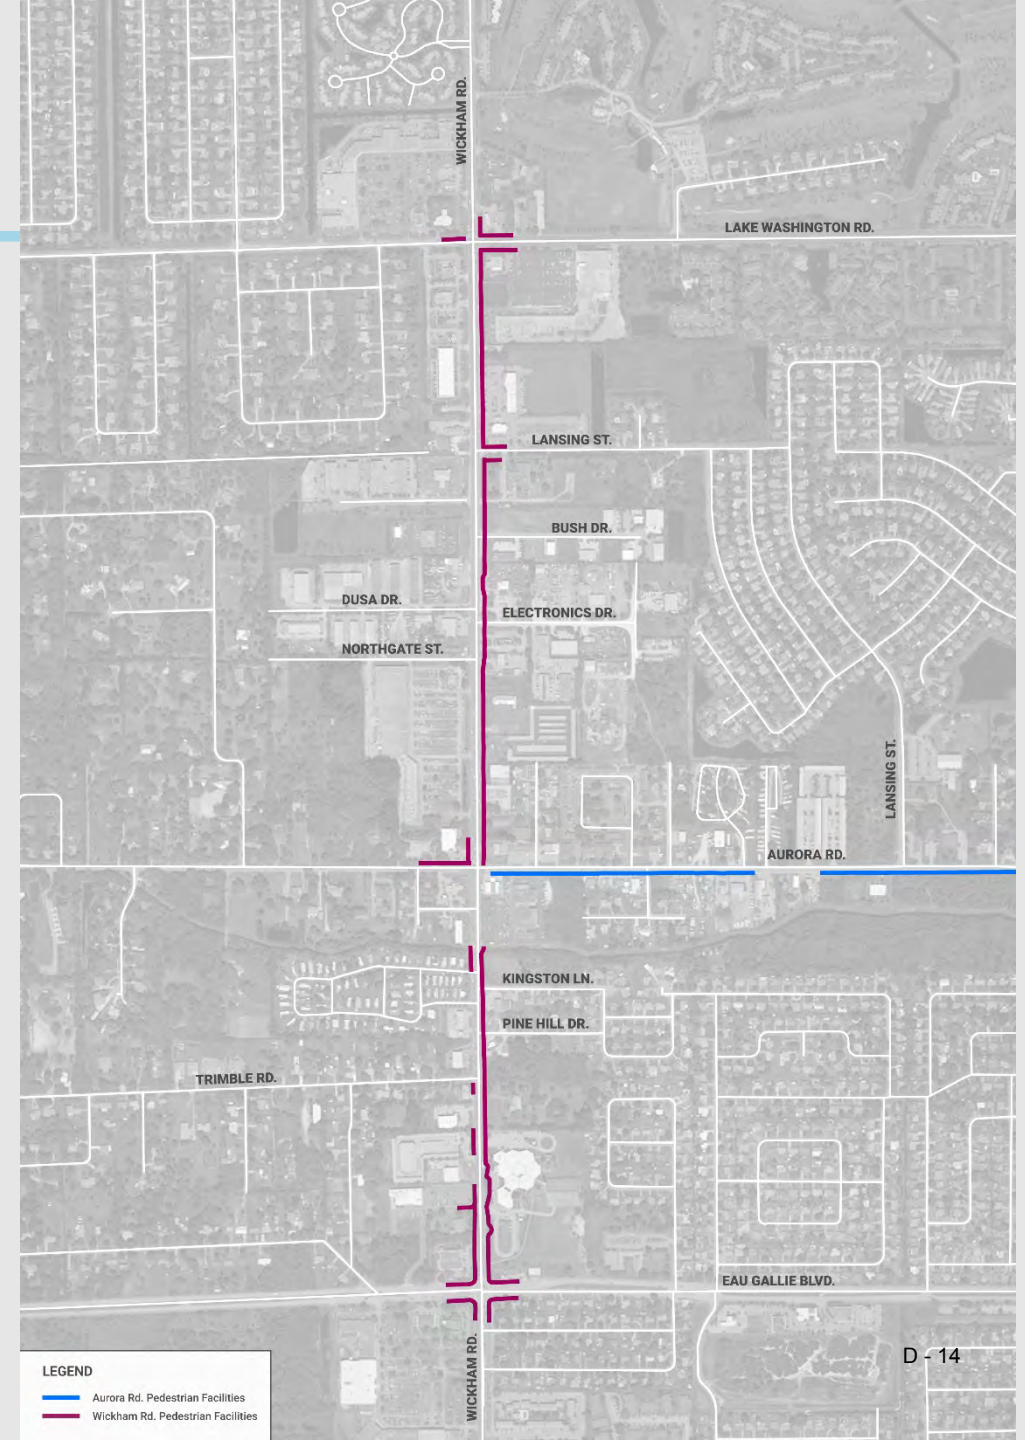 WICKHAM RD.
LAKE WASHINGTON RD.
LANSING ST.
BUSH DR.
DUSA DR.
ELECTRONICS DR.
NORTHGATE ST.
LANSING ST.
AURORA RD.
KINGSTON LN.
PINE HILL DR.
TRIMBLE RD.
EAU GALLIE BLVD.
WICKHAM RD.
D - 14
LEGEND
Aurora Rd. Pedestrian Facilities
Wickham Rd. Pedestrian Facilities